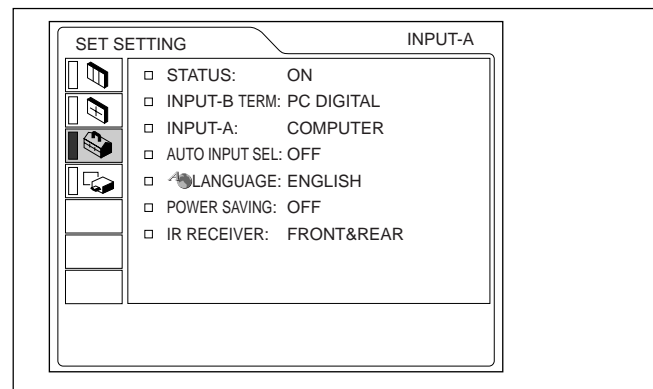 SET SETTING INPUT-A
STATUS: ON
INPUT-B TERM: PC DIGITAL
INPUT-A: COMPUTER
AUTO INPUT SEL: OFF
A LANGUAGE: ENGLISH
POWER SAVING: OFF
IR RECEIVER: FRONT&REAR